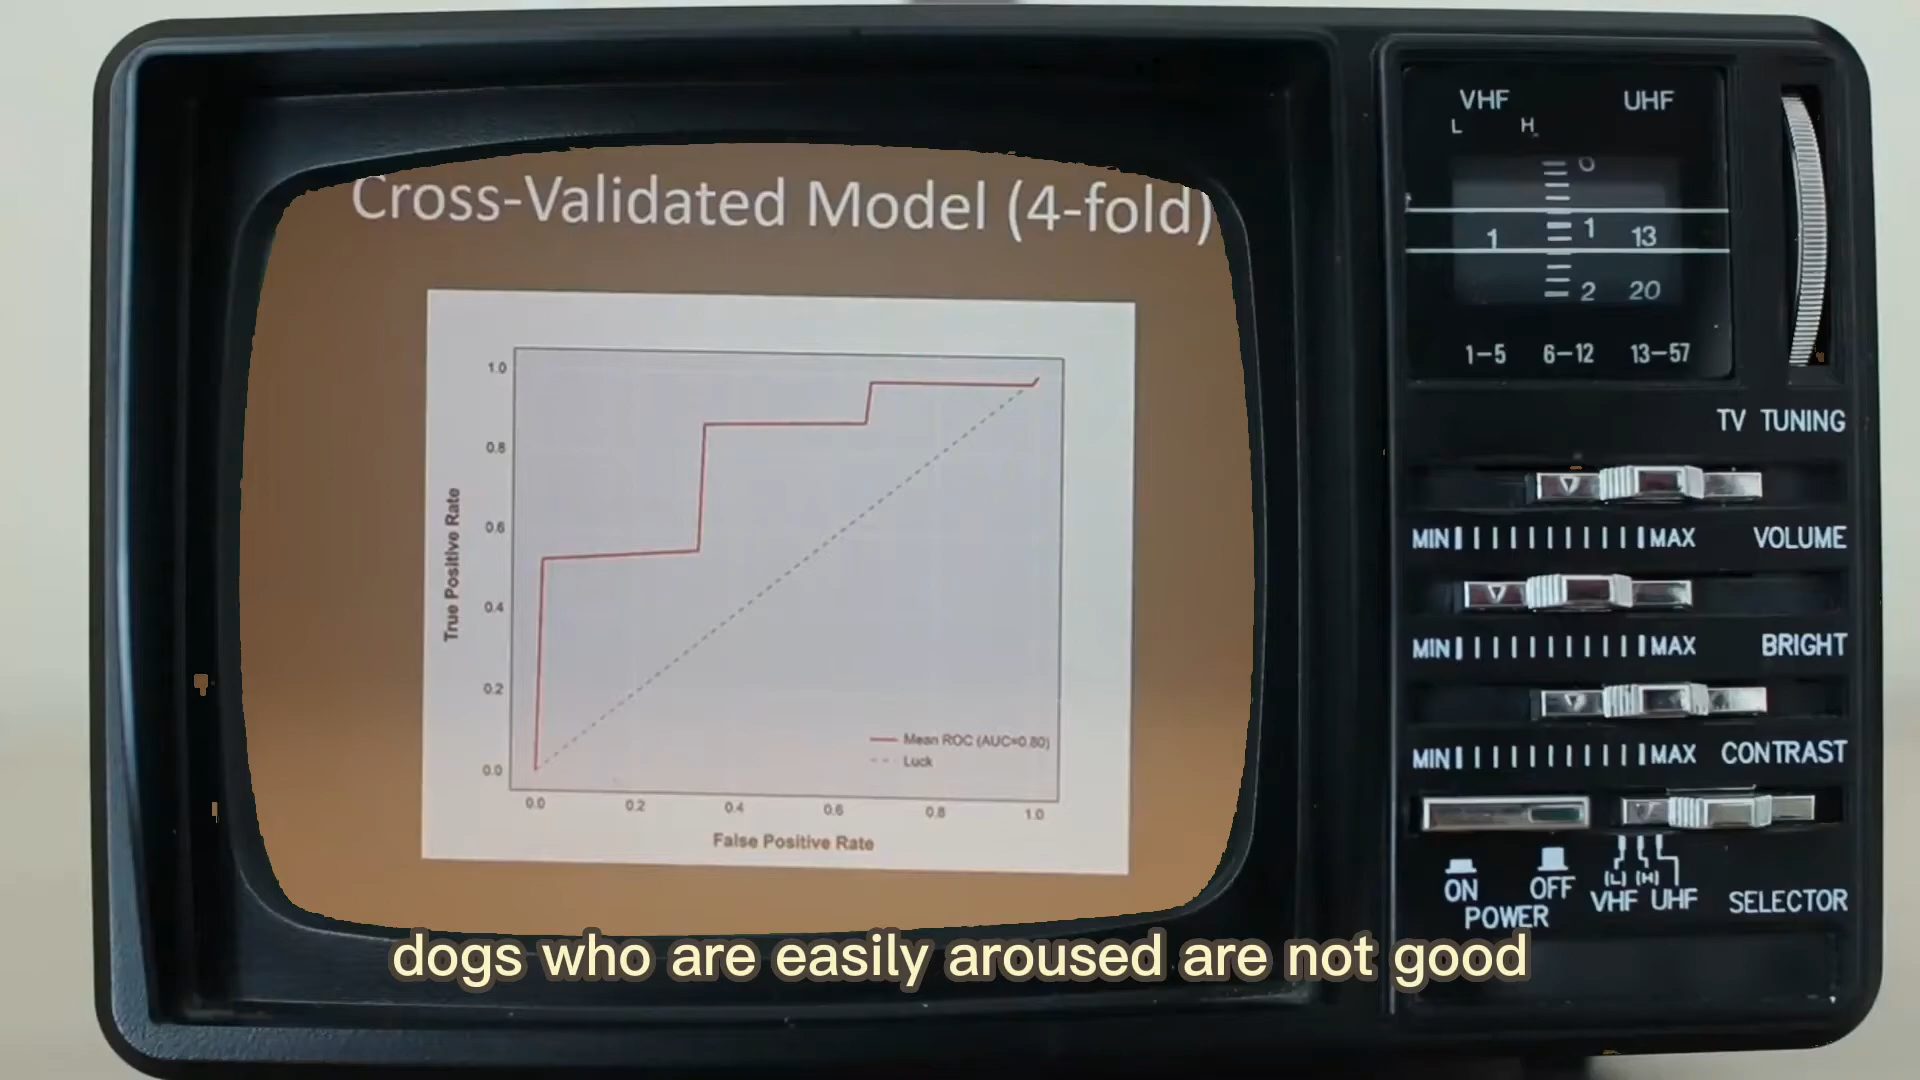 Cross-Validated Model (4-fold)
1.0
0.8
0.6
0.4
0.2
0.0
True Positive Rate
Mean ROC (AUC=0.80)
Luck
0.0 0.2 0.4 0.6 0.8 1.0
False Positive Rate
dogs who are easily aroused are not good
VHF UHF
L H
0
1 1 13
2 20
1-5 6-12 13-57
TV TUNING
MIN MAX VOLUME
MIN MAX BRIGHT
MIN MAX CONTRAST
ON OFF
POWER
(L) (H)
VHF UHF
SELECTOR